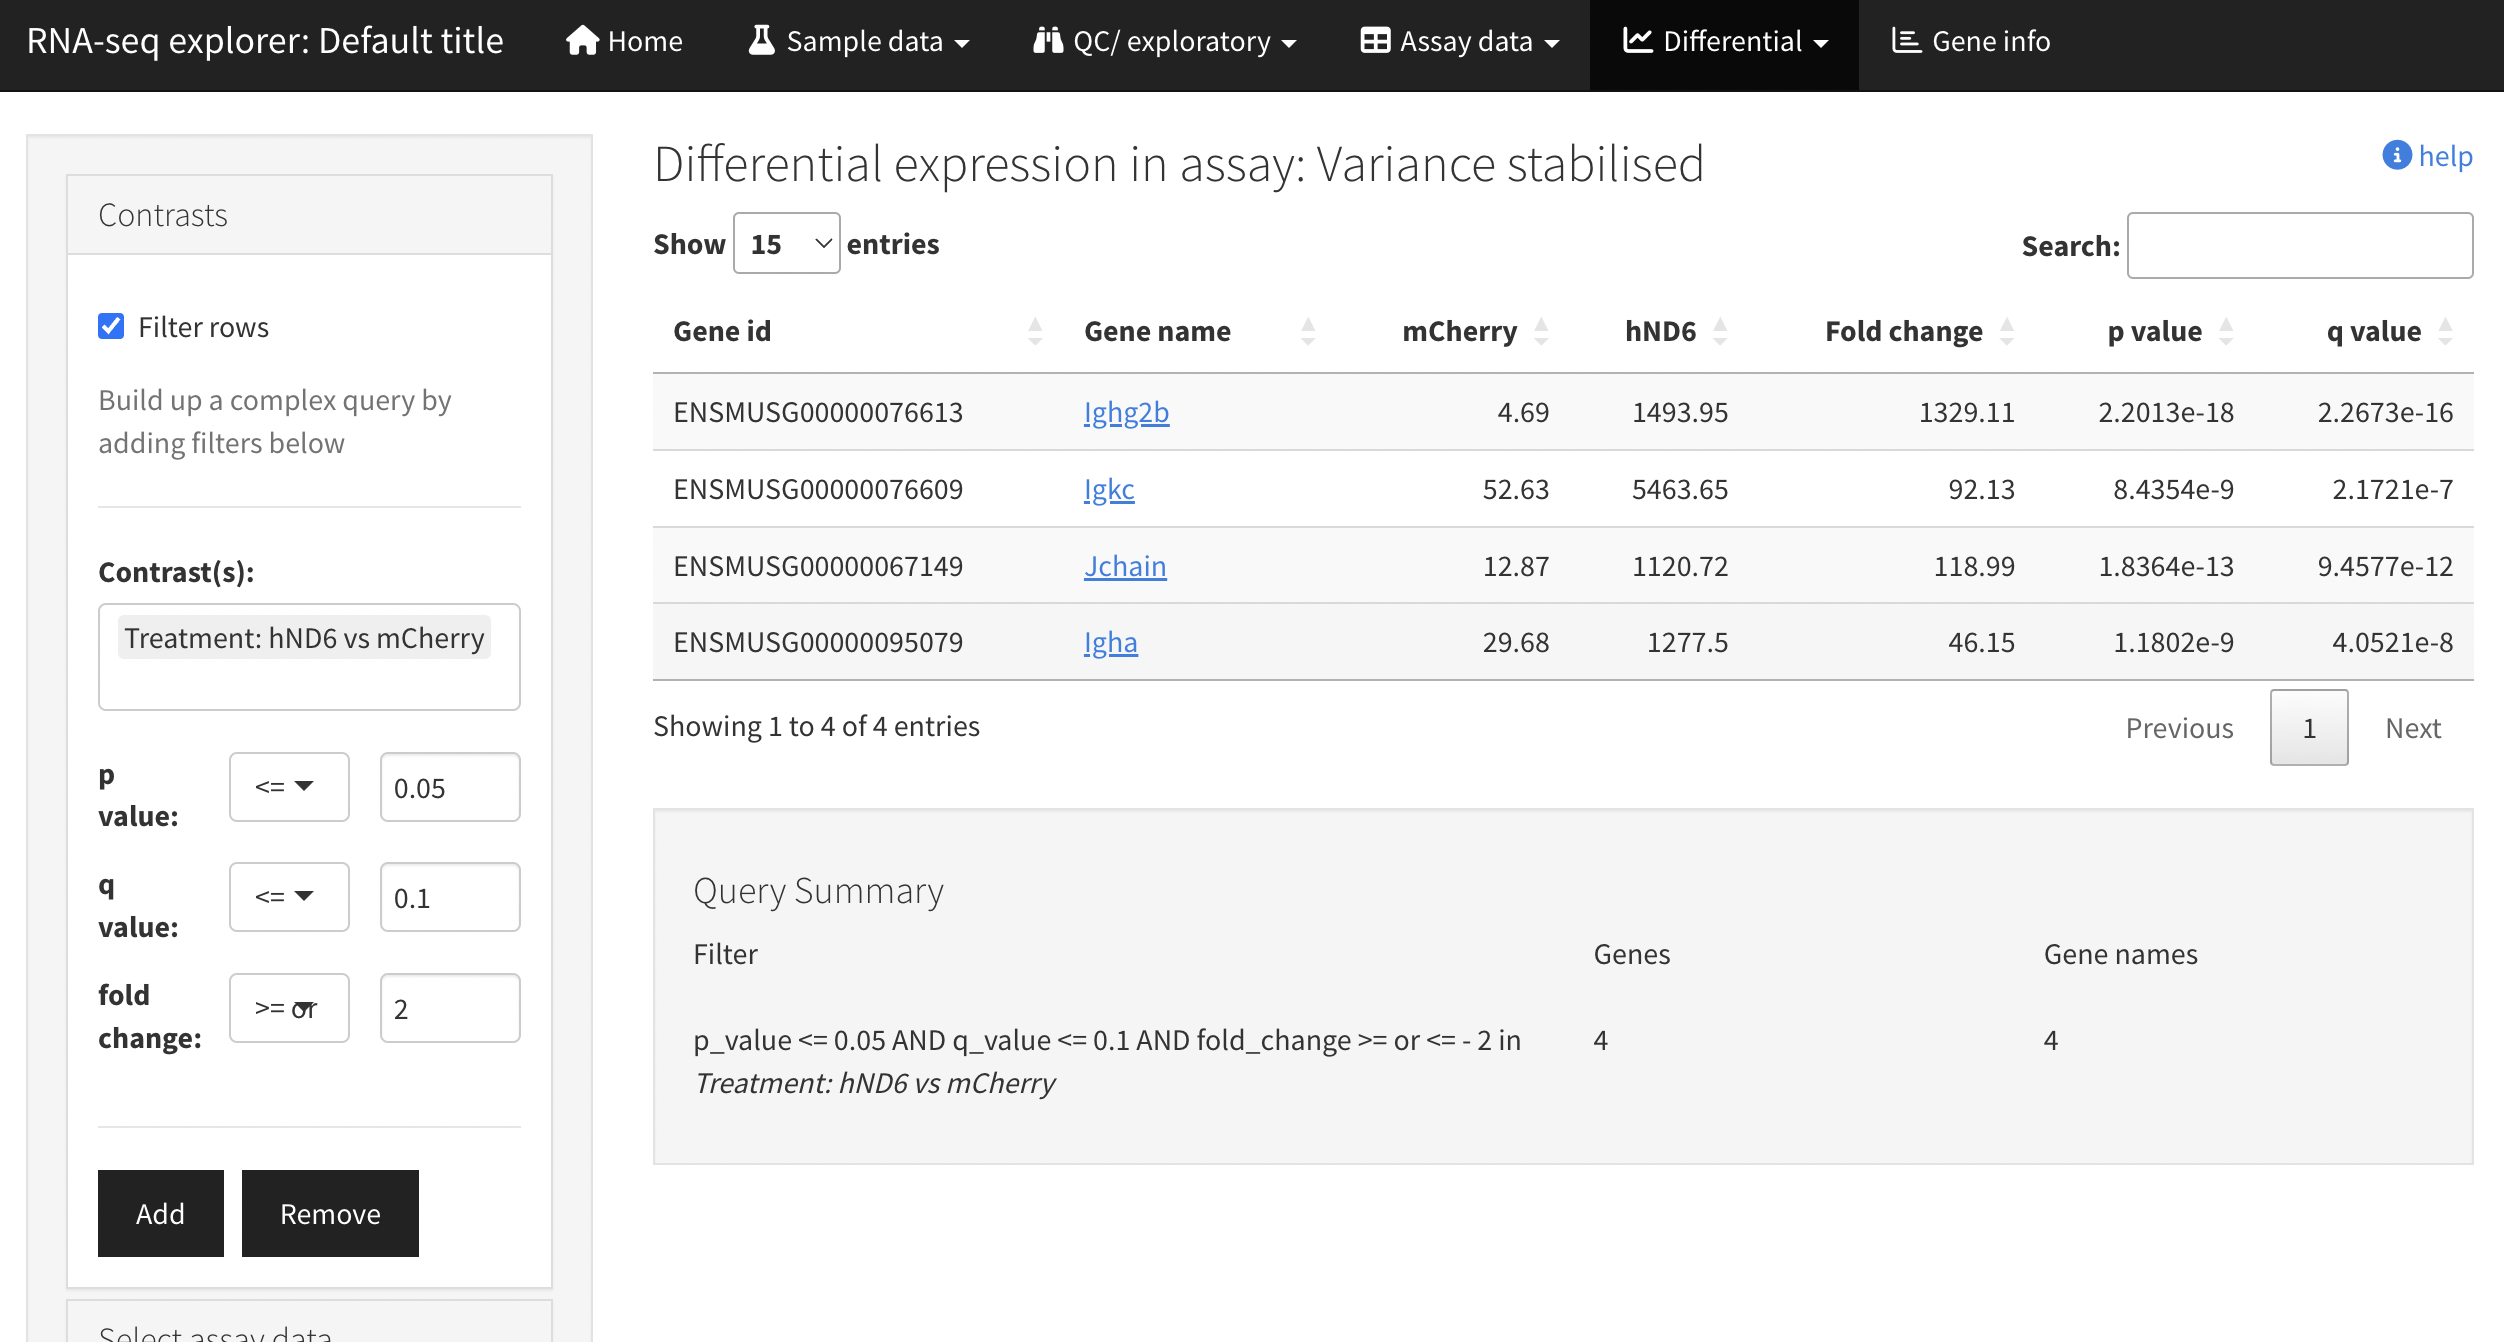 RNA-seq explorer: Default title Home Sample data QC/ exploratory Assay data Differential Gene info
Contrasts
Filter rows
Build up a complex query by
adding filters below
Contrast(s):
Treatment: hND6 vs mCherry
p value: <= 0.05
q value: <= 0.1
fold change: >= or 2
Add Remove
Select assay data
Differential expression in assay: Variance stabilised help
Show 15 entries Search:
Gene id Gene name mCherry hND6 Fold change p value q value
ENSMUSG00000076613 Ighg2b 4.69 1493.95 1329.11 2.2013e-18 2.2673e-16
ENSMUSG00000076609 Igkc 52.63 5463.65 92.13 8.4354e-9 2.1721e-7
ENSMUSG00000067149 Jchain 12.87 1120.72 118.99 1.8364e-13 9.4577e-12
ENSMUSG00000095079 Igha 29.68 1277.5 46.15 1.1802e-9 4.0521e-8
Showing 1 to 4 of 4 entries Previous 1 Next
Query Summary
Filter Genes Gene names
p_value <= 0.05 AND q_value <= 0.1 AND fold_change >= or <= - 2 in 4 4
Treatment: hND6 vs mCherry